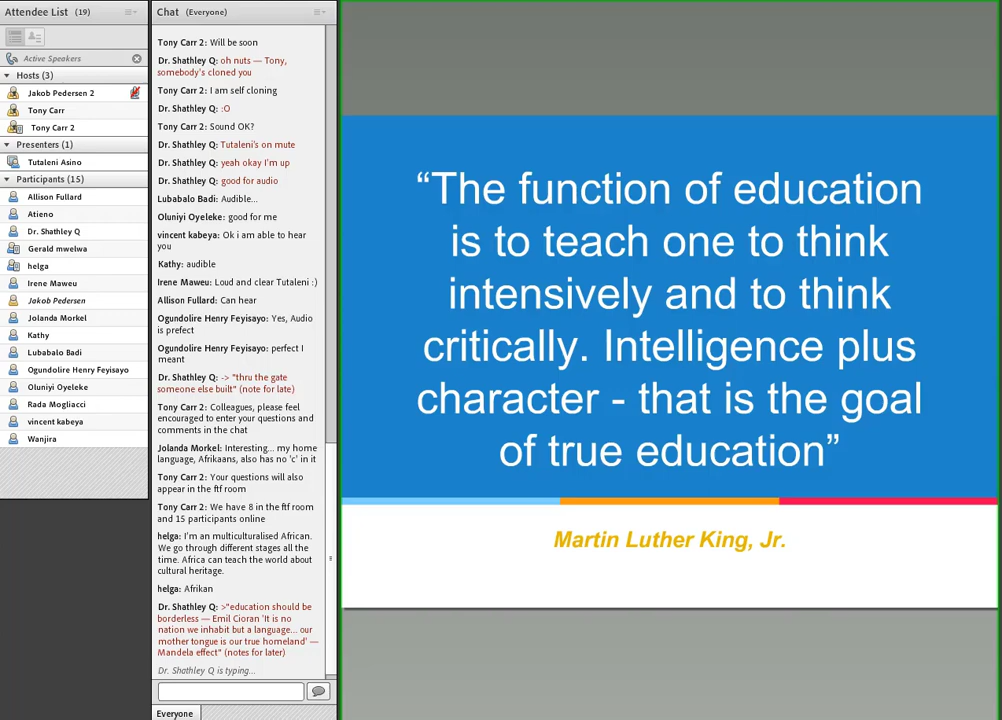 Attendee List (19)
Active Speakers
Hosts (3)
Jakob Pedersen 2
Tony Carr
Tony Carr 2
Presenters (1)
Tutaleni Asino
Participants (15)
Allison Fullard
Atieno
Dr. Shathley Q
Gerald mwelwa
helga
Irene Maweu
Jakob Pedersen
Jolanda Morkel
Kathy
Lubabalo Badi
Ogundolire Henry Feyisayo
Oluniyi Oyeleke
Rada Mogliacci
vincent kabeya
Wanjira
Chat (Everyone)
Tony Carr 2: Will be soon
Dr. Shathley Q: oh nuts — Tony,
somebody's cloned you
Tony Carr 2: I am self cloning
Dr. Shathley Q: :O
Tony Carr 2: Sound OK?
Dr. Shathley Q: Tutaleni's on mute
Dr. Shathley Q: yeah okay I'm up
Dr. Shathley Q: good for audio
Lubabalo Badi: Audible...
Oluniyi Oyeleke: good for me
vincent kabeya: Ok i am able to hear
you
Kathy: audible
Irene Maweu: Loud and clear Tutaleni :)
Allison Fullard: Can hear
Ogundolire Henry Feyisayo: Yes, Audio
is prefect
Ogundolire Henry Feyisayo: perfect I
meant
Dr. Shathley Q: -> "thru the gate
someone else built" (note for late)
Tony Carr 2: Colleagues, please feel
encouraged to enter your questions and
comments in the chat
Jolanda Morkel: Interesting... my home
language, Afrikaans, also has no 'c' in it
Tony Carr 2: Your questions will also
appear in the ftf room
Tony Carr 2: We have 8 in the ftf room
and 15 participants online
helga: I'm an multiculturalised African.
We go through different stages all the
time. Africa can teach the world about
cultural heritage.
helga: Afrikan
Dr. Shathley Q: >"education should be
borderless — Emil Cioran 'It is no
nation we inhabit but a language... our
mother tongue is our true homeland' —
Mandela effect" (notes for later)
Dr. Shathley Q is typing...
Everyone
“The function of education
is to teach one to think
intensively and to think
critically. Intelligence plus
character - that is the goal
of true education”
Martin Luther King, Jr.